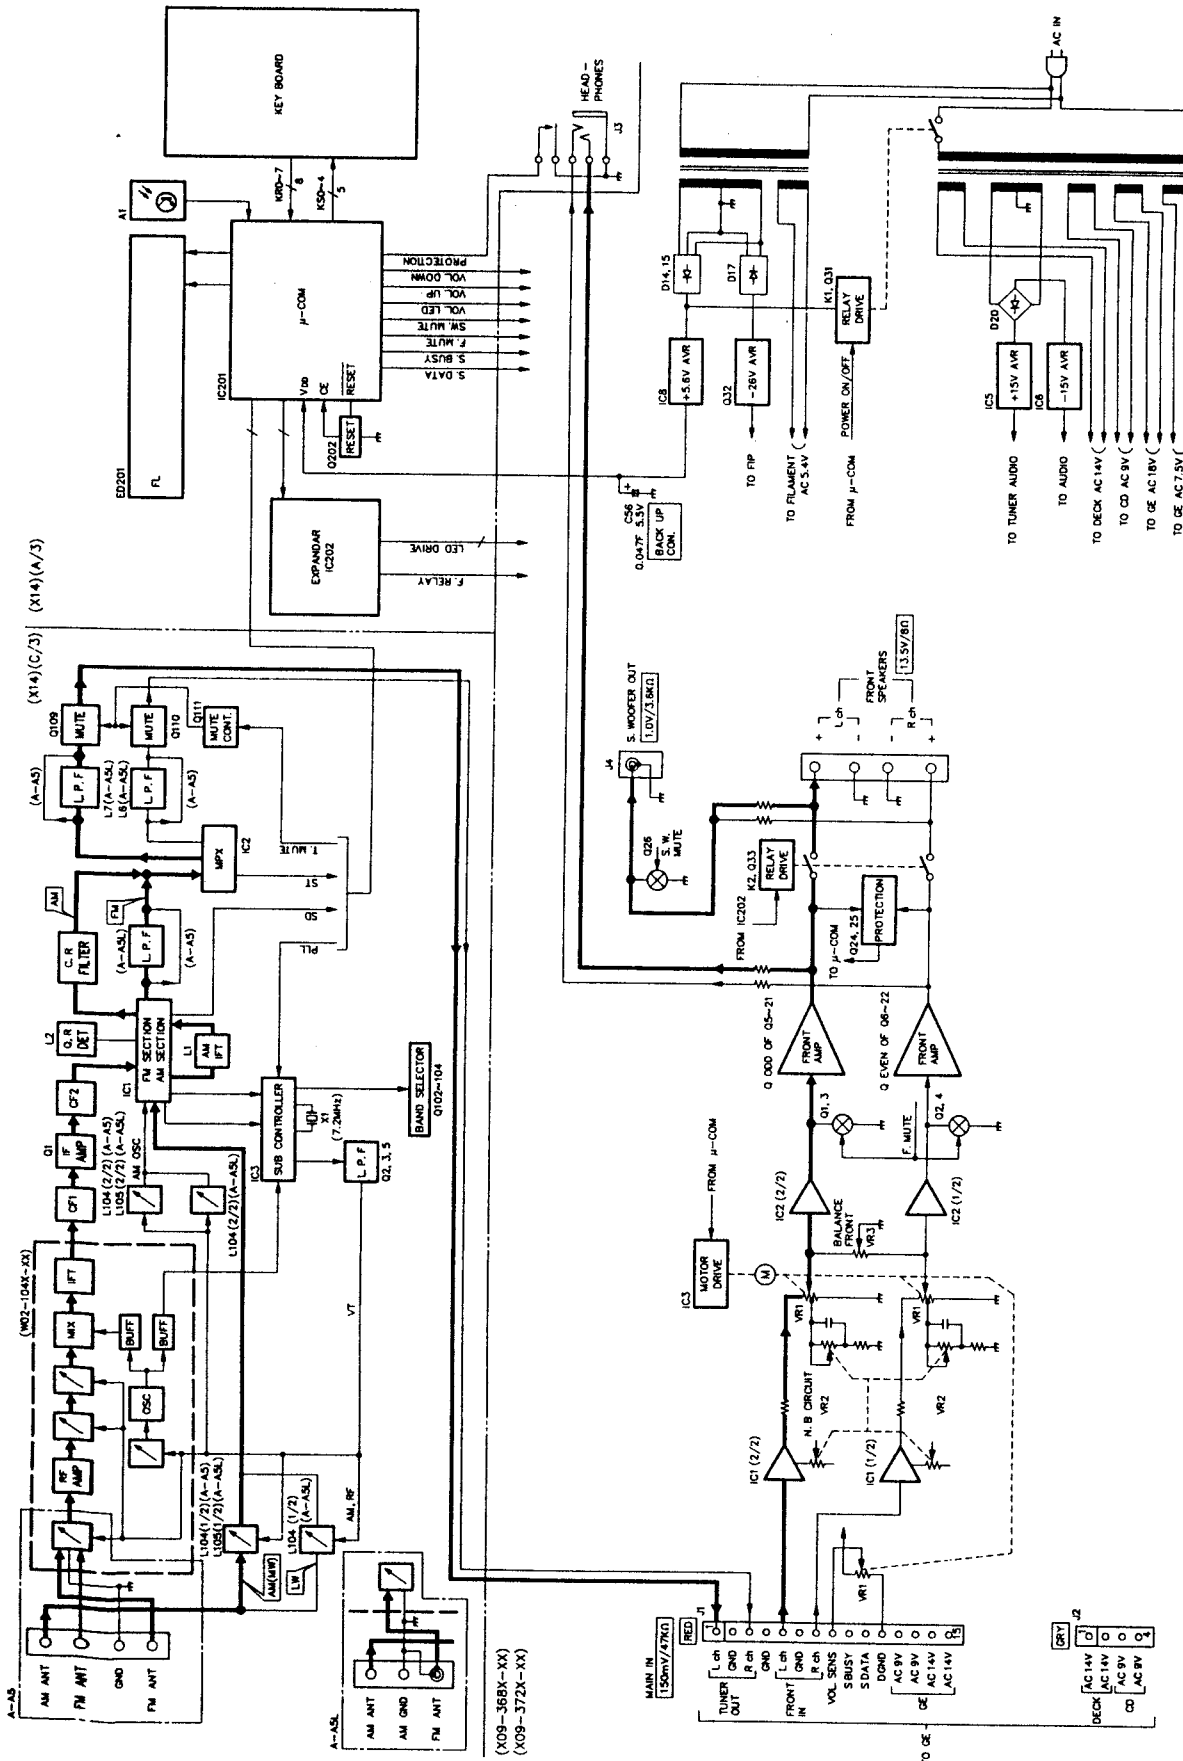 (X14)(C/3)
(X14)(A/3)
A-A5
AM ANT
FM ANT
GND
FM ANT
(W02-104X-XX)
RF AMP
MIX
IFT
OSC
BUFF
BUFF
CF1
Q1
IF AMP
CF2
L104(2/2)(A-A5)
L105(2/2)(A-A5L)
AM OSC
L104(2/2)(A-A5L)
L104(1/2)(A-A5)
L105(1/2)(A-A5L)
L104(1/2)
(A-A5L)
AM(MW)
LW
AM, RF
VT
L2
Q.R DET
C.R FILTER
AM
IC1
FM SECTION
AM SECTION
L1
AM IFT
(A-A5L)
L.P.F
(A-A5)
FM
MPX
IC2
(A-A5)
L.P.F
L7(A-A5L)
L6(A-A5L)
L.P.F
(A-A5)
Q109
MUTE
MUTE
Q110
Q111
MUTE CONT.
T. MUTE
ST
SD
PLL
IC3
SUB CONTROLLER
X1
(7.2MHz)
BAND SELECTOR
Q102~104
L.P.F
Q2, 3, 5
A-A5L
AM ANT
AM GND
FM ANT
(X09-368X-XX)
(X09-372X-XX)
ED201
FL
A1
KEY BOARD
KR0-7
8
KS0-4
5
IC201
μ-COM
VDD
CE
RESET
Q202
RESET
PROTECTION
VOL. DOWN
VOL. UP
VOL. LED
SW. MUTE
F. MUTE
S. BUSY
S. DATA
EXPANDAR
IC202
LED DRIVE
F. RELAY
HEAD-
PHONES
J3
C56
0.047F 5.5V
BACK UP
CON.
D14, 15
D17
IC8
+5.6V AVR
Q32
-26V AVR
TO FIP
TO FILAMENT
AC 5.4V
K1, Q31
RELAY
DRIVE
POWER ON/OFF
FROM μ-COM
AC IN
D20
IC5
+15V AVR
IC6
-15V AVR
TO TUNER AUDIO
TO AUDIO
TO DECK AC 14V
TO CD AC 9V
TO GE AC 18V
TO GE AC 7.5V
J4
S. WOOFER OUT
1.0V/3.6KΩ
Q26
S. W.
MUTE
K2, Q33
RELAY
DRIVE
FROM IC202
TO μ-COM
Q24, 25
PROTECTION
+
L ch
-
-
R ch
+
FRONT
SPEAKERS
13.5V/8Ω
Q ODD OF Q5~21
FRONT
AMP
Q EVEN OF Q6~22
FRONT
AMP
Q1, 3
F. MUTE
Q2, 4
IC2 (2/2)
IC2 (1/2)
BALANCE
FRONT
VR3
FROM μ-COM
IC3
MOTOR
DRIVE
M
VR1
VR1
N. B CIRCUIT
VR2
VR2
IC1 (2/2)
IC1 (1/2)
VR1
MAIN IN
150mV/47KΩ
RED
J1
1
L ch
GND
R ch
TUNER
OUT
GND
L ch
GND
R ch
FRONT
IN
VOL. SENS
S BUSY
S DATA
DGND
AC 9V
AC 9V
AC 14V
AC 14V
GE
15
GRY
J2
1
AC 14V
AC 14V
DECK
AC 9V
AC 9V
CD
4
TO GE